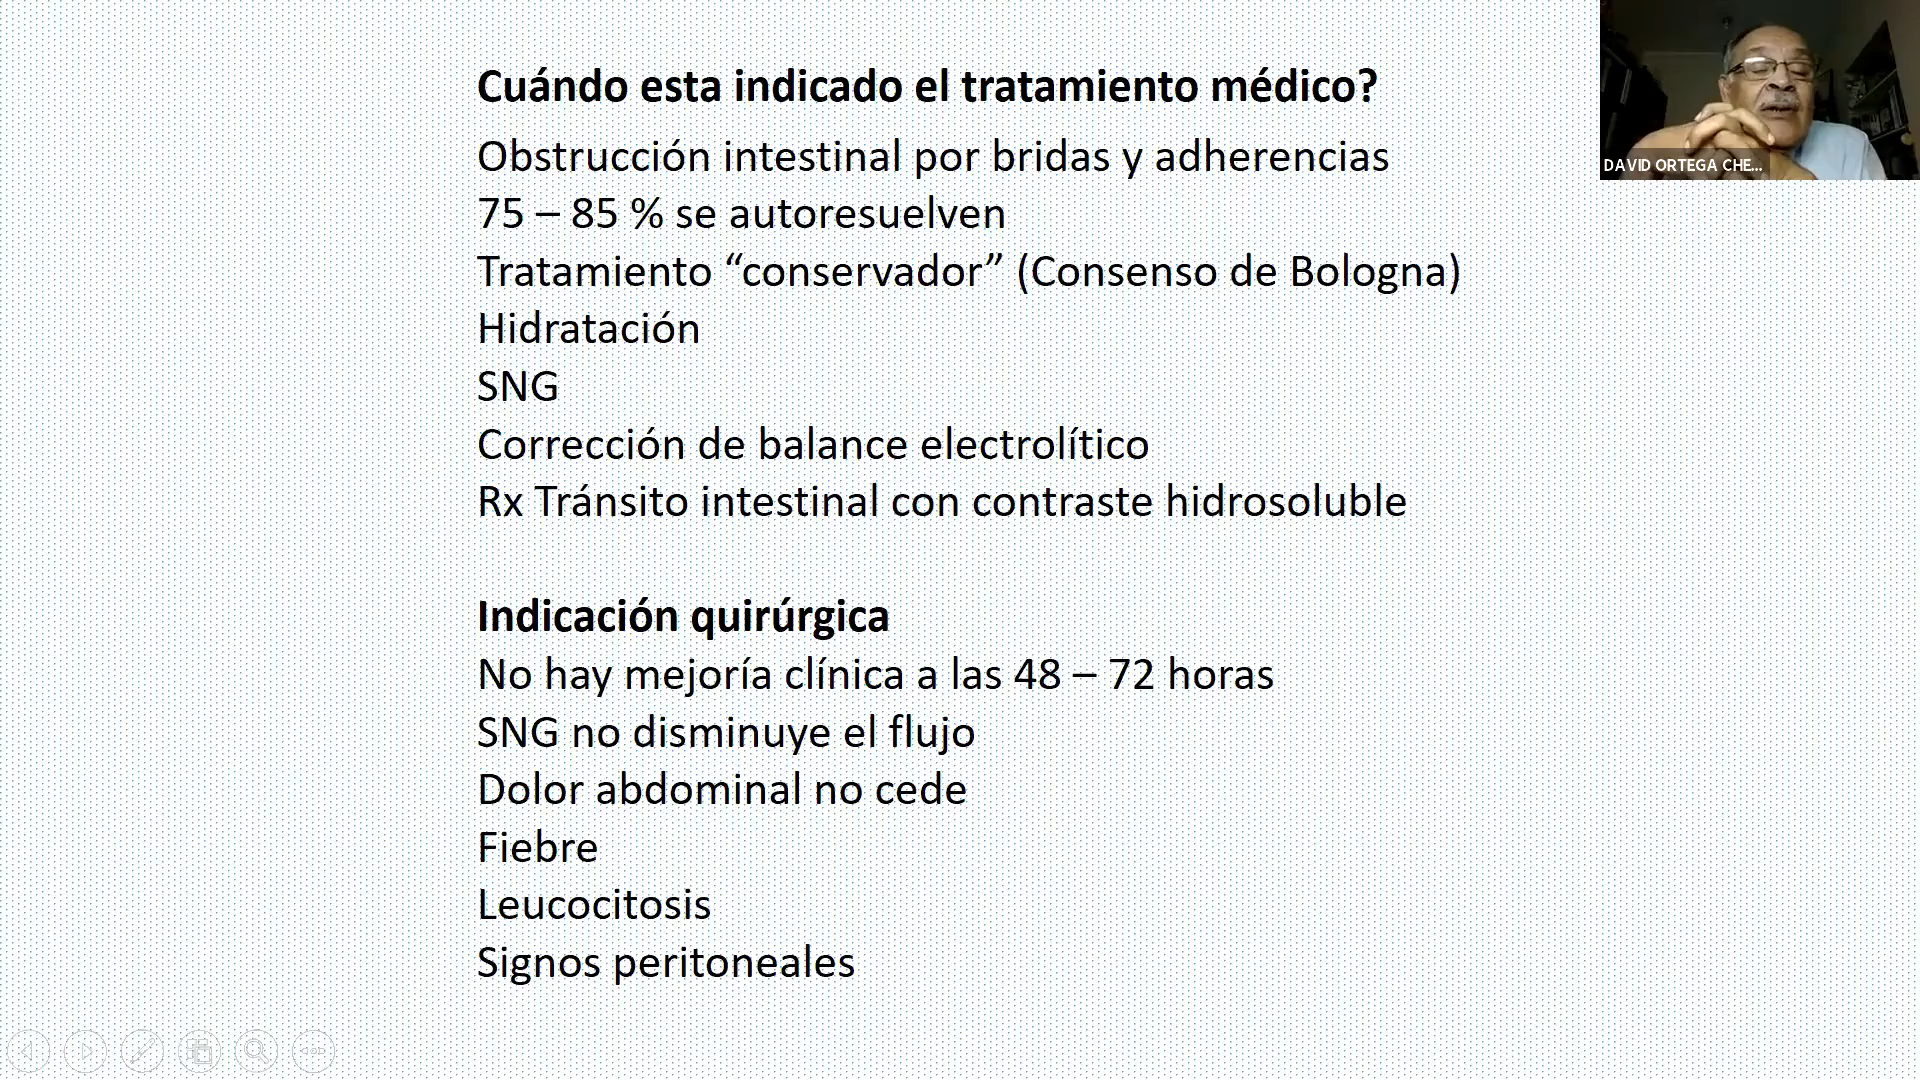 Cuándo esta indicado el tratamiento médico?
Obstrucción intestinal por bridas y adherencias
75 – 85 % se autoresuelven
Tratamiento “conservador” (Consenso de Bologna)
Hidratación
SNG
Corrección de balance electrolítico
Rx Tránsito intestinal con contraste hidrosoluble
Indicación quirúrgica
No hay mejoría clínica a las 48 – 72 horas
SNG no disminuye el flujo
Dolor abdominal no cede
Fiebre
Leucocitosis
Signos peritoneales
DAVID ORTEGA CHE...